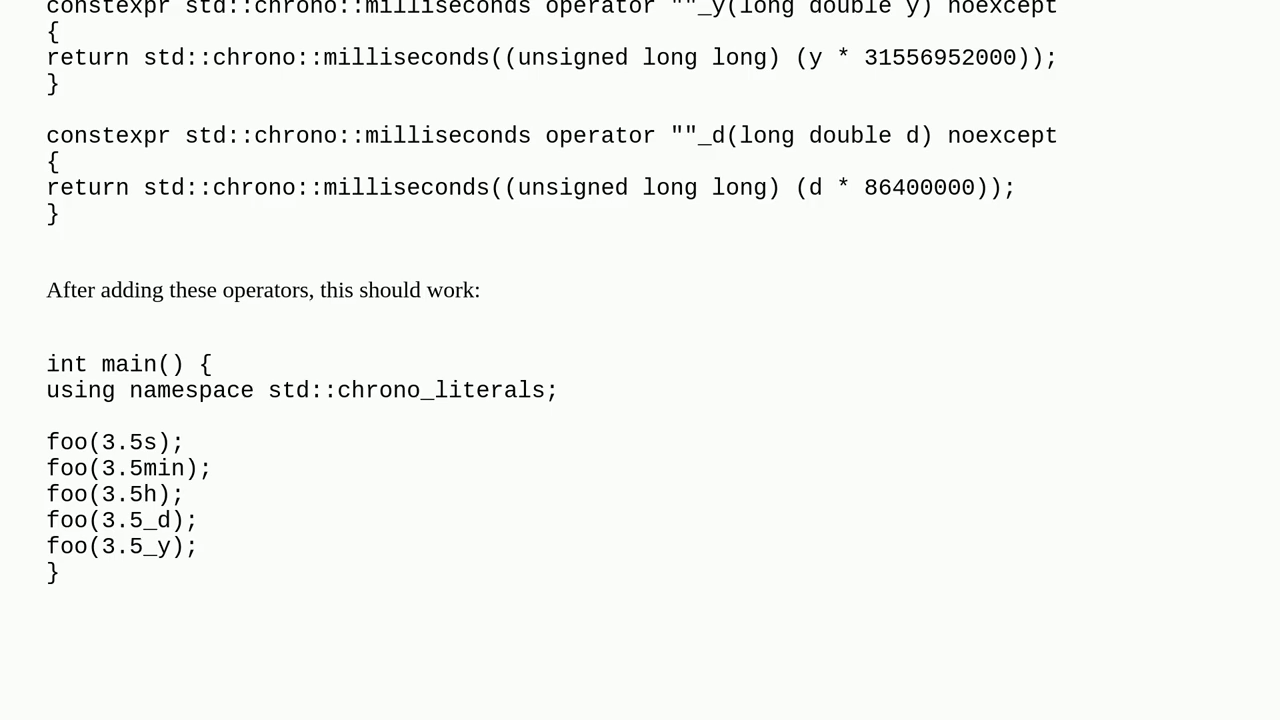 constexpr std::chrono::milliseconds operator ""_y(long double y) noexcept
{
return std::chrono::milliseconds((unsigned long long) (y * 31556952000));
}
constexpr std::chrono::milliseconds operator ""_d(long double d) noexcept
{
return std::chrono::milliseconds((unsigned long long) (d * 86400000));
}
After adding these operators, this should work:
int main() {
using namespace std::chrono_literals;
foo(3.5s);
foo(3.5min);
foo(3.5h);
foo(3.5_d);
foo(3.5_y);
}